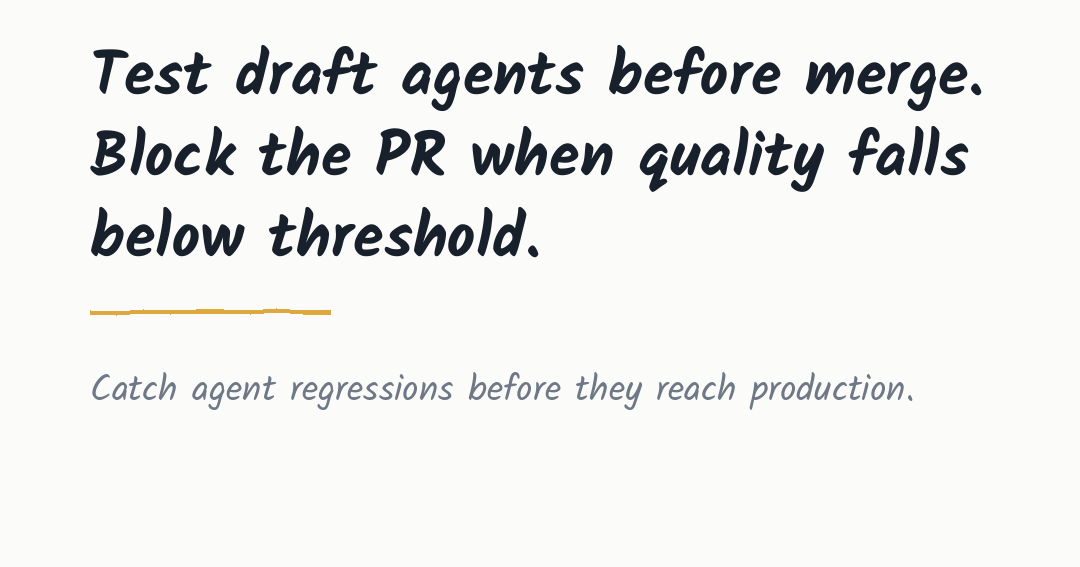 Test draft agents before merge.
Block the PR when quality falls
below threshold.
Catch agent regressions before they reach production.